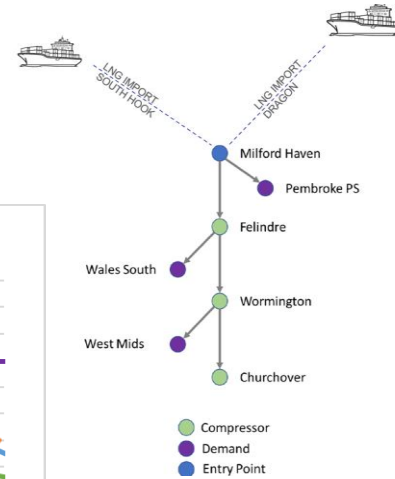 LNG IMPORT
SOUTH HOOK
LNG IMPORT
DRAGON
Milford Haven
Pembroke PS
Felindre
Wales South
Wormington
West Mids
Churchover
Compressor
Demand
Entry Point